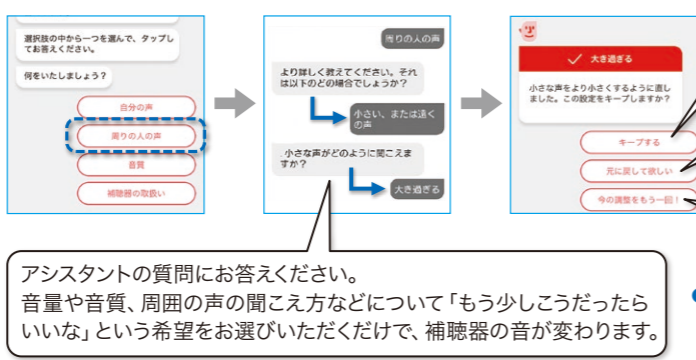 選択肢の中から一つを選んで、タップし
てお答えください。
何をいたしましょう?
自分の声
周りの人の声
音質
補聴器の取扱い
周りの人の声
より詳しく教えてください。それ
は以下のどの場合でしょうか?
小さい、または遠く
の声
小さな声がどのように聞こえま
すか?
大き過ぎる
大き過ぎる
小さな声をより小さくするように直し
ました。この設定をキープしますか?
キープする
元に戻して欲しい
今の調整をもう一回!
アシスタントの質問にお答えください。
音量や音質、周囲の声の聞こえ方などについて「もう少しこうだったら
いいな」という希望をお選びいただくだけで、補聴器の音が変わります。